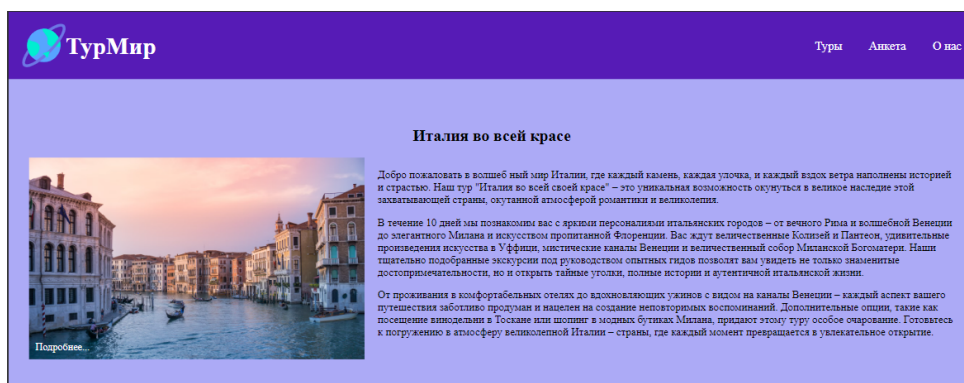 ТурМир
Туры Анкета О нас
Италия во всей красе
Добро пожаловать в волшеб ный мир Италии, где каждый камень, каждая улочка, и каждый вздох ветра наполнены историей
и страстью. Наш тур "Италия во всей своей красе" – это уникальная возможность окунуться в великое наследие этой
захватывающей страны, окутанной атмосферой романтики и великолепия.
В течение 10 дней мы познакомим вас с яркими персоналиями итальянских городов – от вечного Рима и волшебной Венеции
до элегантного Милана и искусством пропитанной Флоренции. Вас ждут величественные Колизей и Пантеон, удивительные
произведения искусства в Уффици, мистические каналы Венеции и величественный собор Миланской Богоматери. Наши
тщательно подобранные экскурсии под руководством опытных гидов позволят вам увидеть не только знаменитые
достопримечательности, но и открыть тайные уголки, полные истории и аутентичной итальянской жизни.
От проживания в комфортабельных отелях до вдохновляющих ужинов с видом на каналы Венеции – каждый аспект вашего
путешествия заботливо продуман и нацелен на создание неповторимых воспоминаний. Дополнительные опции, такие как
посещение винодельни в Тоскане или шопинг в модных бутиках Милана, придают этому туру особое очарование. Готовьтесь
к погружению в атмосферу великолепной Италии – страны, где каждый момент превращается в увлекательное открытие.
Подробнее...